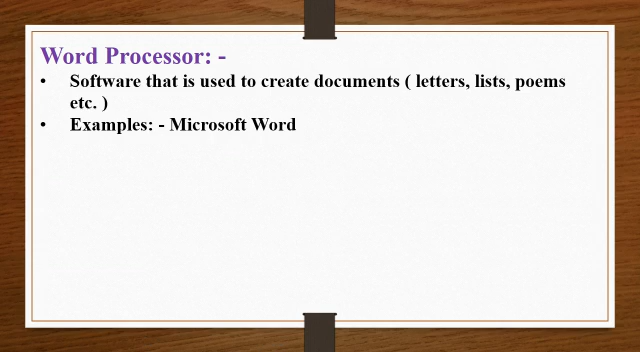 Word Processor: -
• Software that is used to create documents ( letters, lists, poems
etc. )
• Examples: - Microsoft Word